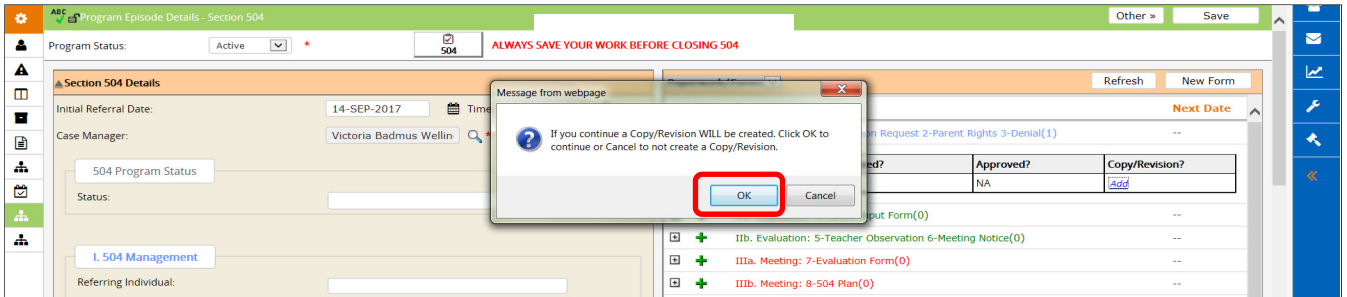 ABC
Program Episode Details - Section 504
Other »
Save
Program Status:
Active
*
504
ALWAYS SAVE YOUR WORK BEFORE CLOSING 504
Section 504 Details
Refresh
New Form
Message from webpage
Initial Referral Date:
14-SEP-2017
Time
Next Date
If you continue a Copy/Revision WILL be created. Click OK to
continue or Cancel to not create a Copy/Revision.
Case Manager:
Victoria Badmus Wellin
*
n Request 2-Parent Rights 3-Denial(1)
--
504 Program Status
ed?
Approved?
Copy/Revision?
NA
Add
Status:
OK
Cancel
put Form(0)
--
IIb. Evaluation: 5-Teacher Observation 6-Meeting Notice(0)
--
I. 504 Management
IIIa. Meeting: 7-Evaluation Form(0)
--
Referring Individual:
IIIb. Meeting: 8-504 Plan(0)
--